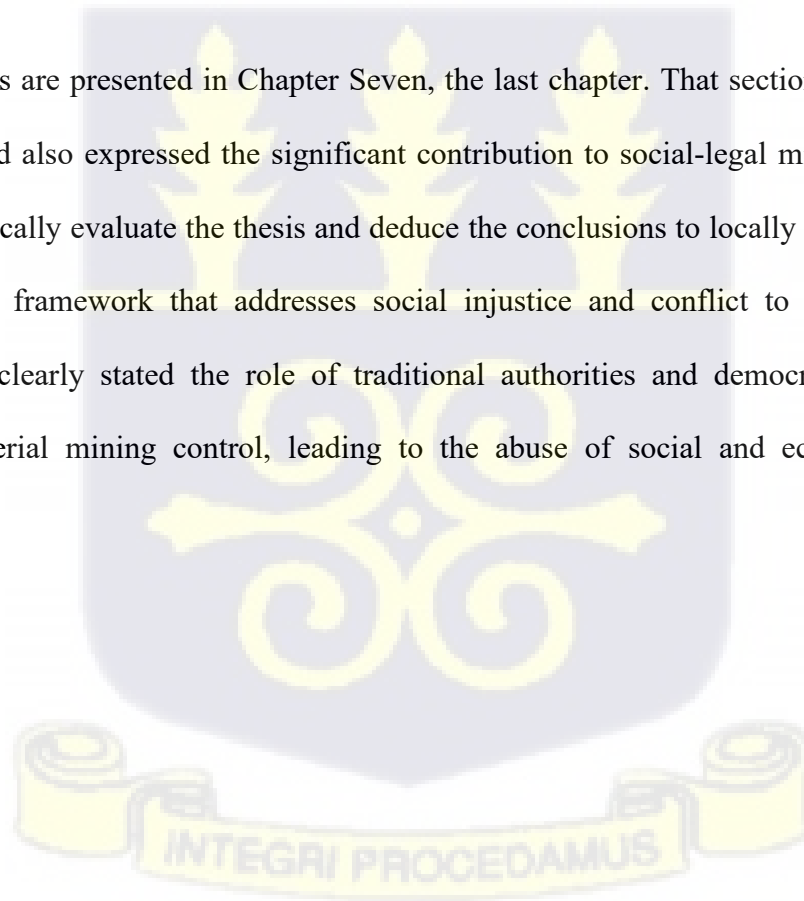 s are presented in Chapter Seven, the last chapter. That section
d also expressed the significant contribution to social-legal m
cally evaluate the thesis and deduce the conclusions to locally
framework that addresses social injustice and conflict to
clearly stated the role of traditional authorities and democr
erial mining control, leading to the abuse of social and ec
INTEGRI PROCEDAMUS